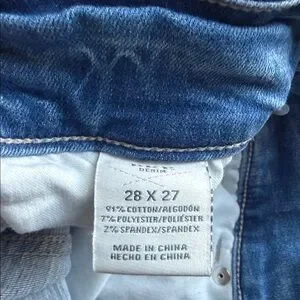 DENIM
28 X 27
91% COTTON/ALGODÓN
7% POLYESTER/POLIÉSTER
2% SPANDEX/SPANDEX
MADE IN CHINA
HECHO EN CHINA